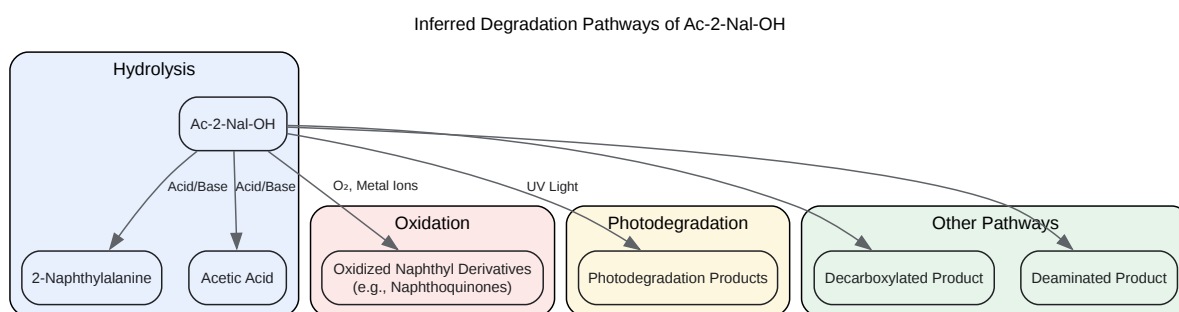 Inferred Degradation Pathways of Ac-2-Nal-OH
Hydrolysis
Ac-2-Nal-OH
Acid/Base
Acid/Base
O₂, Metal Ions
UV Light
Oxidation
Photodegradation
Other Pathways
2-Naphthylalanine
Acetic Acid
Oxidized Naphthyl Derivatives
(e.g., Naphthoquinones)
Photodegradation Products
Decarboxylated Product
Deaminated Product